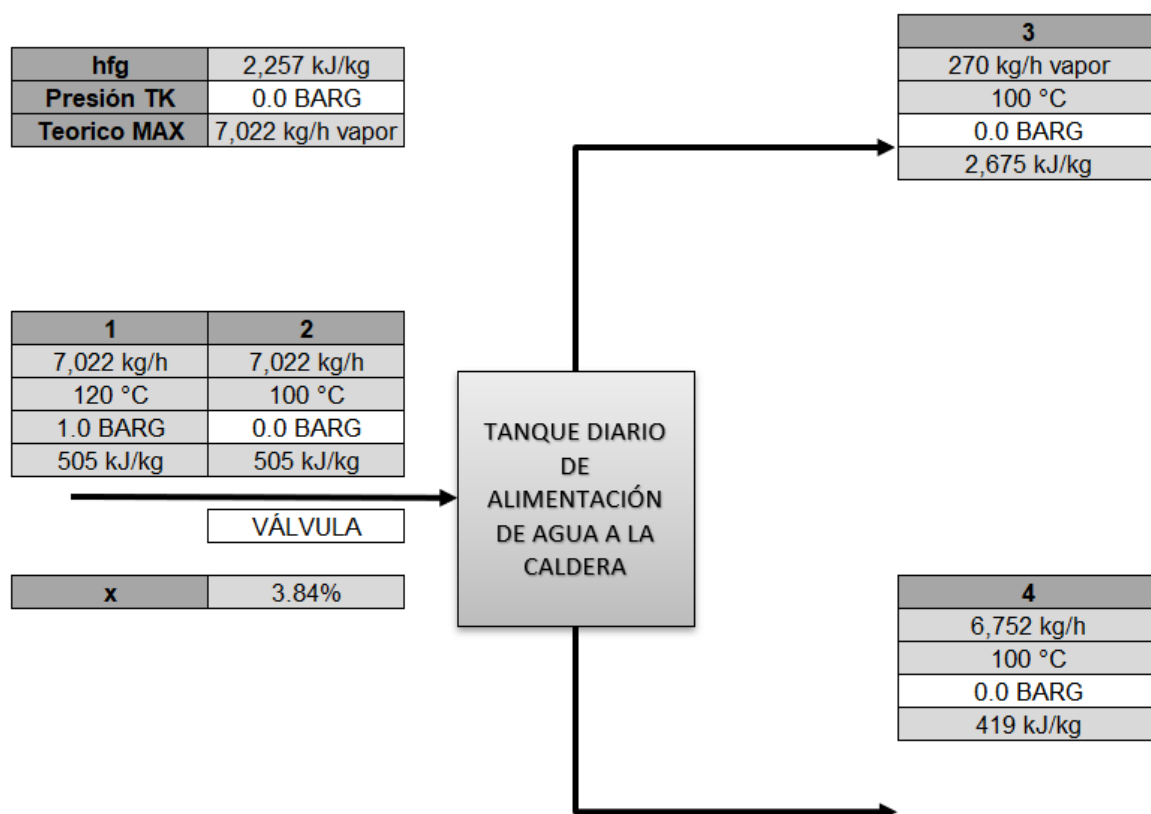 hfg 2,257 kJ/kg
Presión TK 0.0 BARG
Teorico MAX 7,022 kg/h vapor
3
270 kg/h vapor
100 °C
0.0 BARG
2,675 kJ/kg
1 2
7,022 kg/h 7,022 kg/h
120 °C 100 °C
1.0 BARG 0.0 BARG
505 kJ/kg 505 kJ/kg
VÁLVULA
x 3.84%
TANQUE DIARIO
DE
ALIMENTACIÓN
DE AGUA A LA
CALDERA
4
6,752 kg/h
100 °C
0.0 BARG
419 kJ/kg